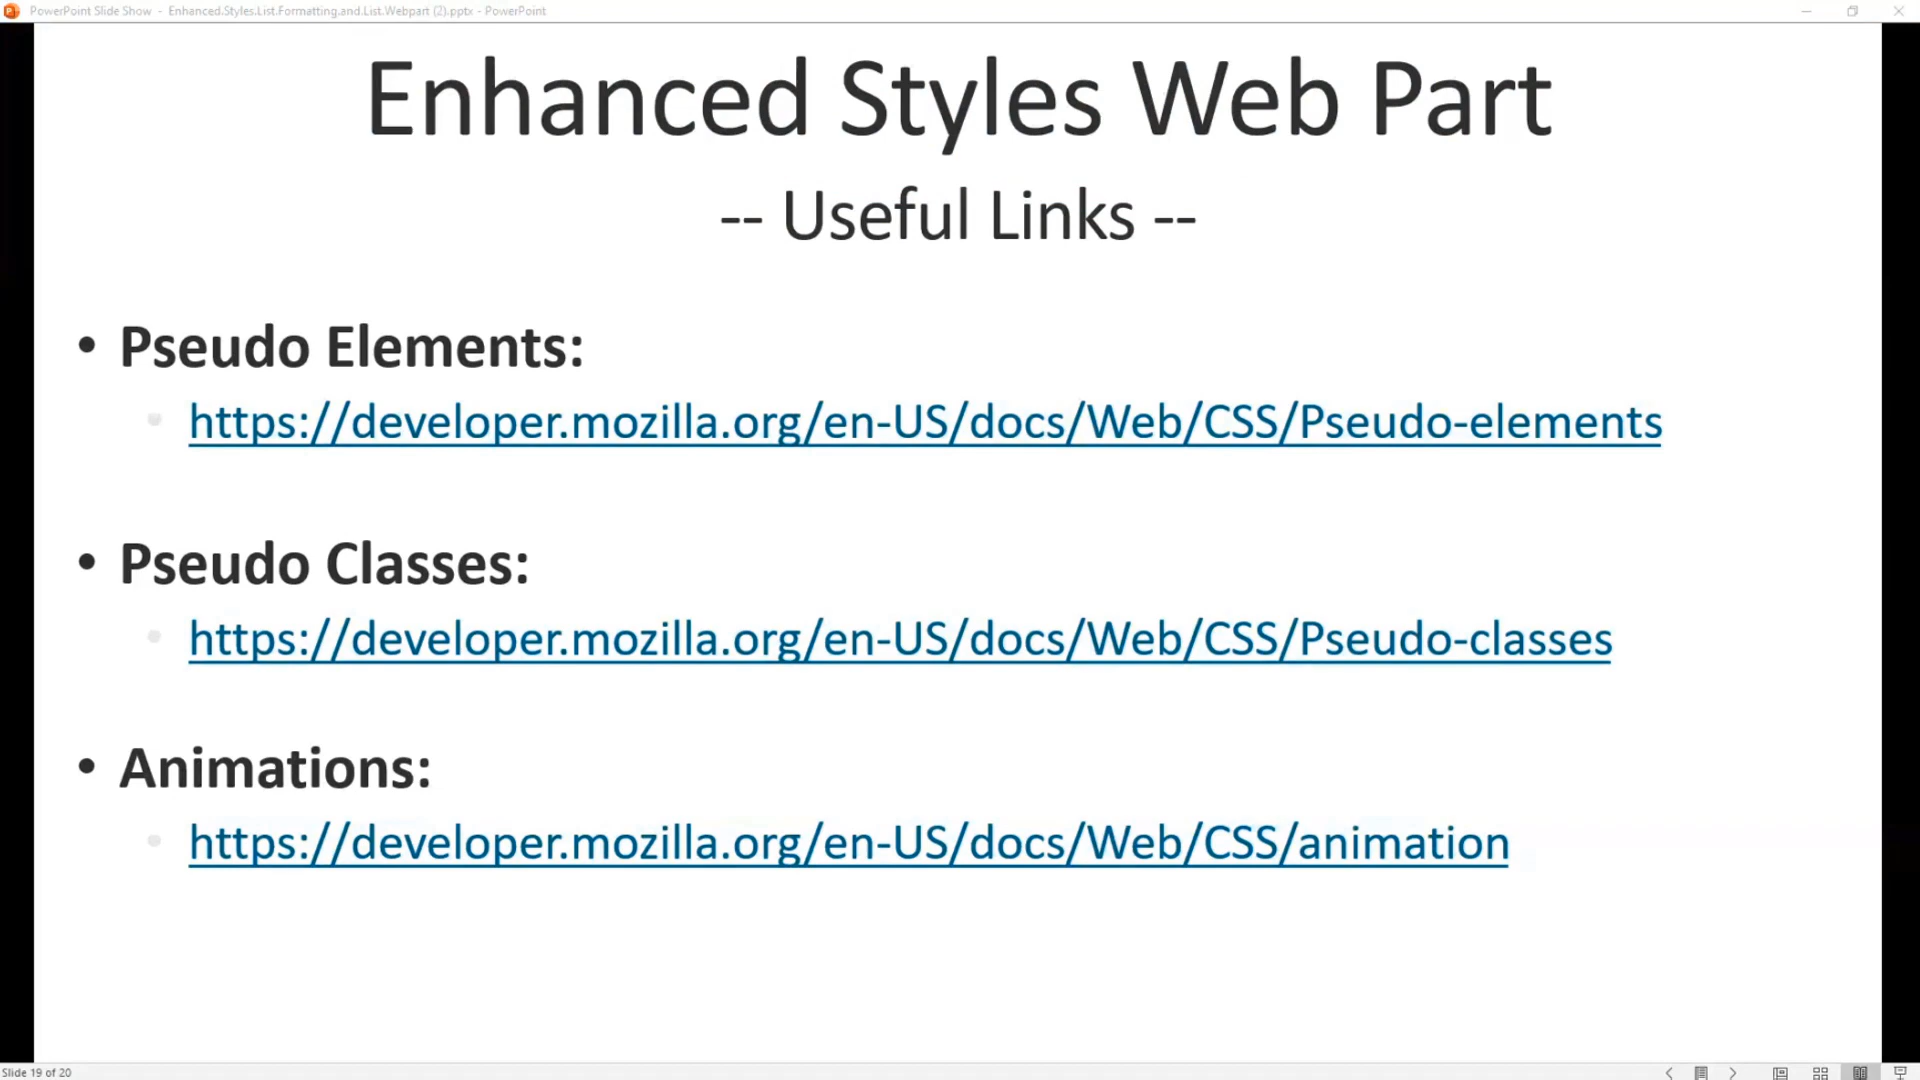 PowerPoint Slide Show - Enhanced.Styles.List.Formatting.and.List.Webpart (2).pptx - PowerPoint
Enhanced Styles Web Part
-- Useful Links --
• Pseudo Elements:
https://developer.mozilla.org/en-US/docs/Web/CSS/Pseudo-elements
• Pseudo Classes:
https://developer.mozilla.org/en-US/docs/Web/CSS/Pseudo-classes
• Animations:
https://developer.mozilla.org/en-US/docs/Web/CSS/animation
Slide 19 of 20